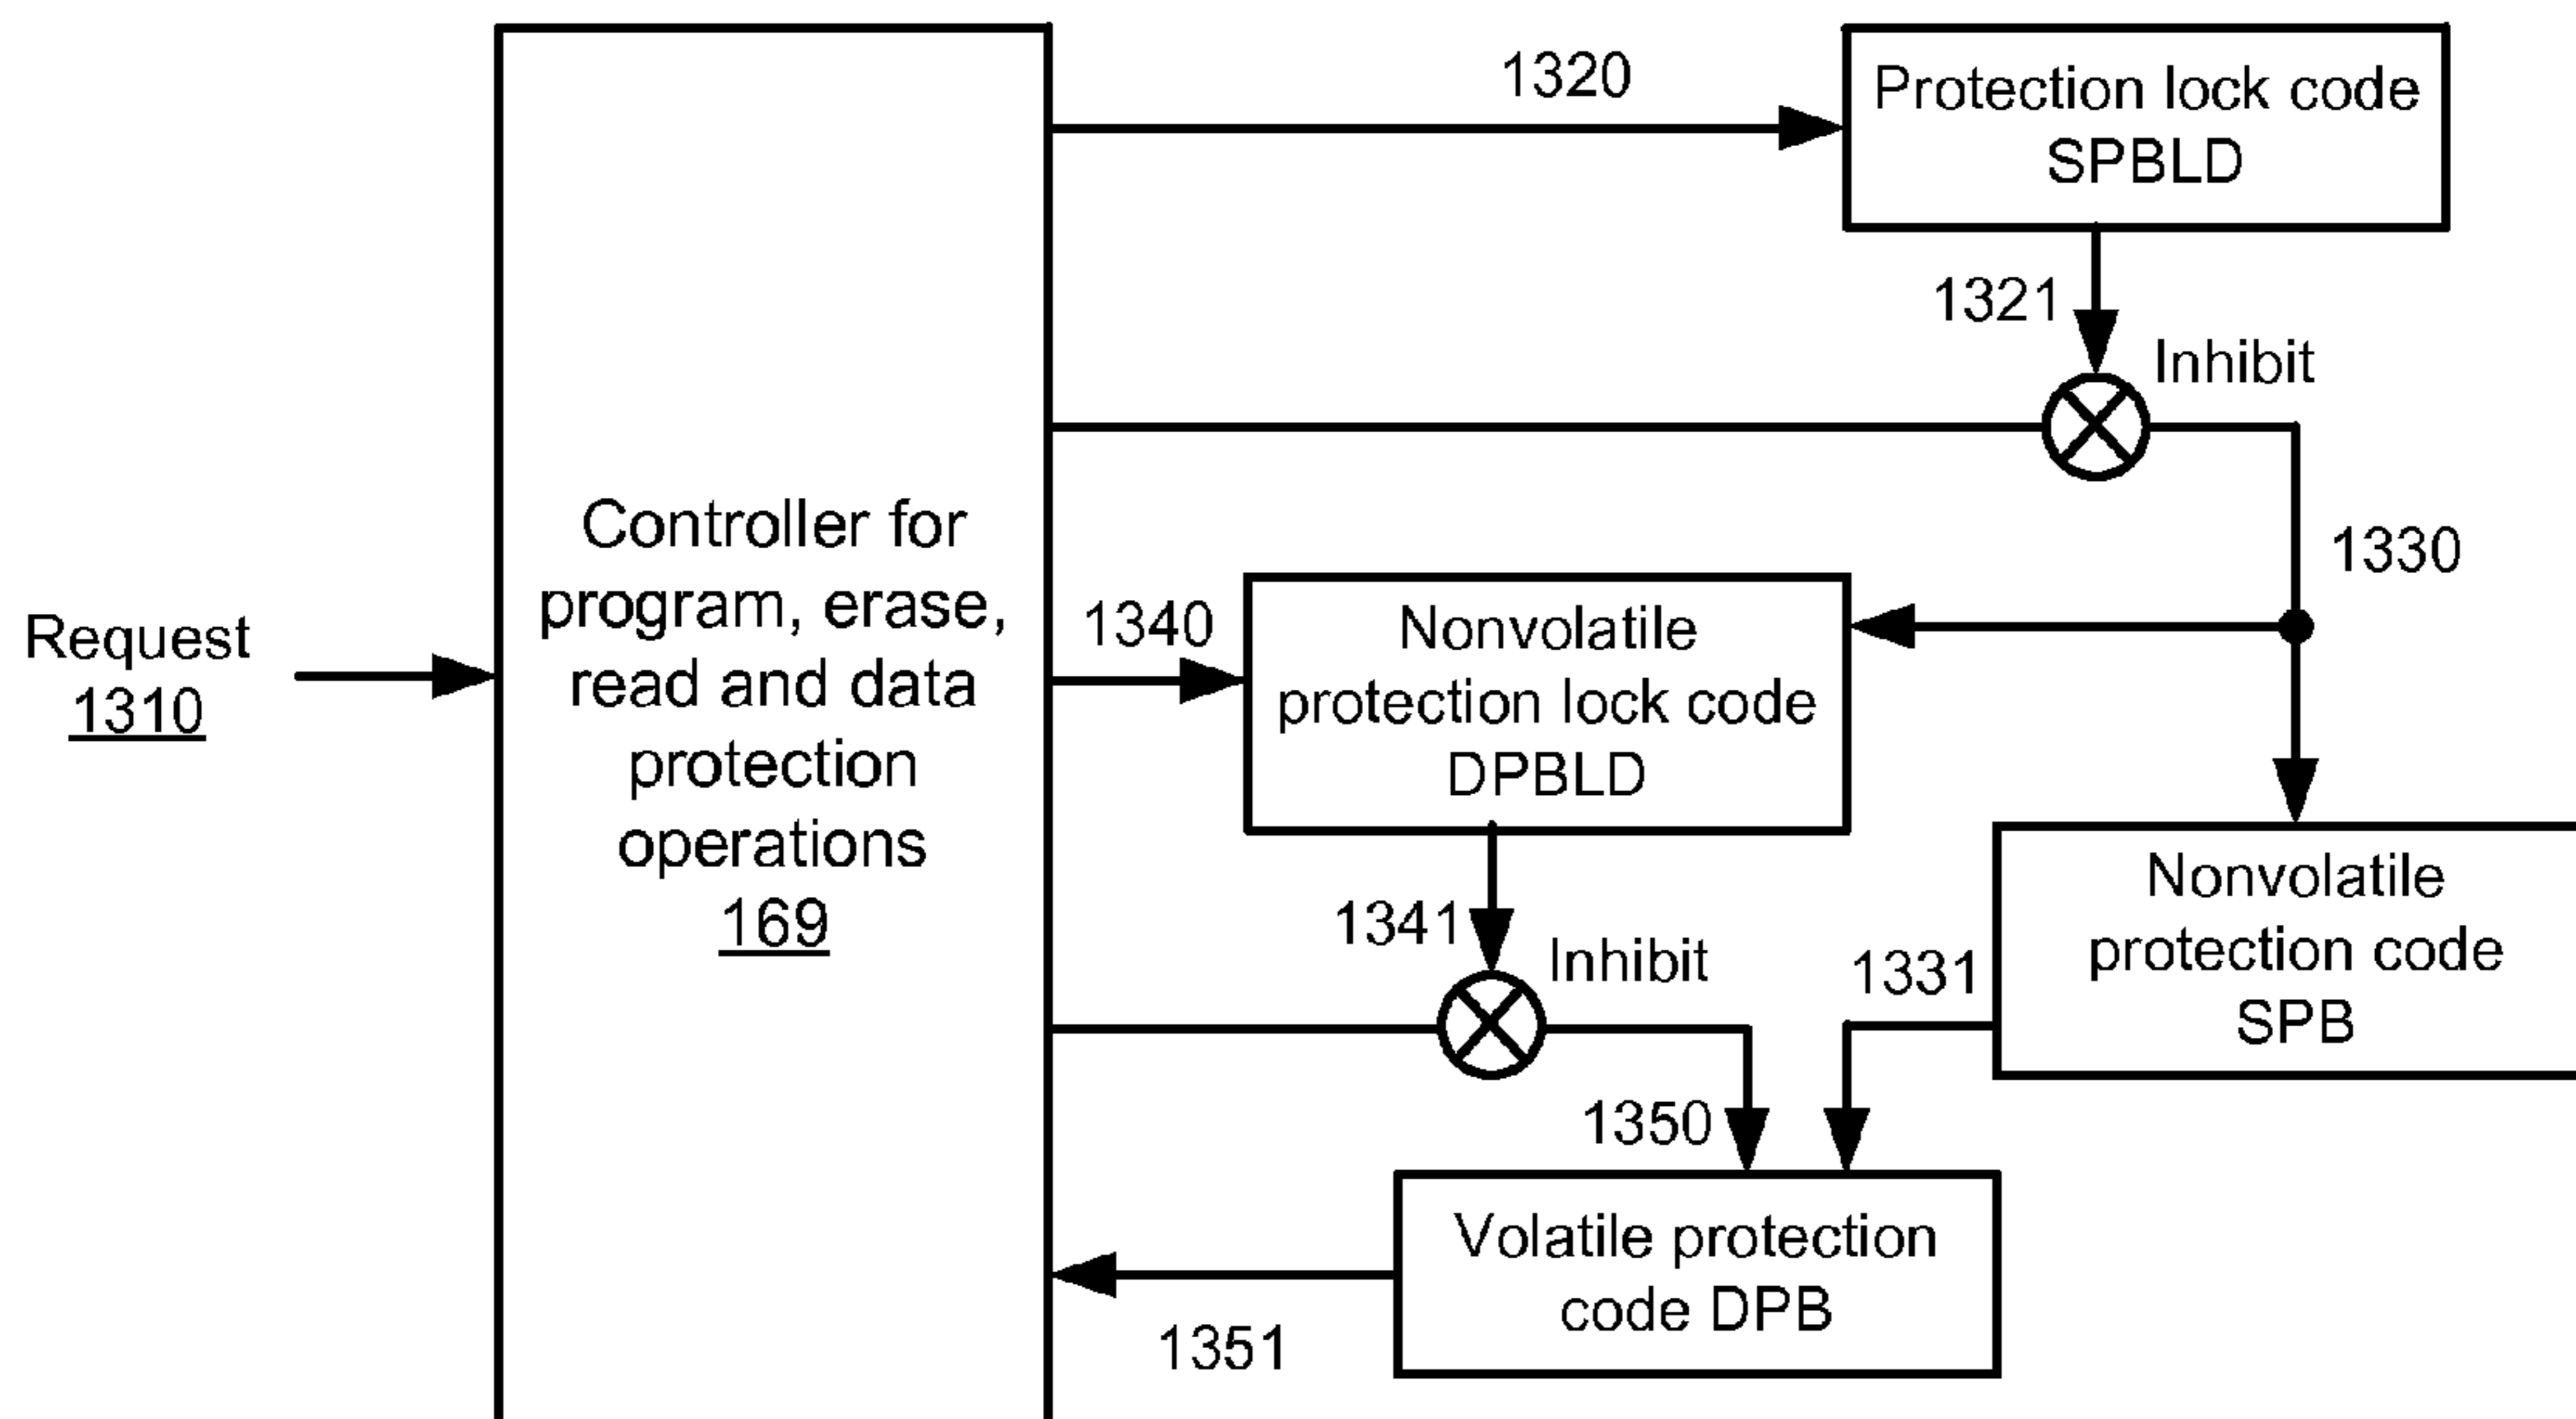 Request
1310
Controller for
program, erase,
read and data
protection
operations
169
1320
Protection lock code
SPBLD
1321
Inhibit
1330
1340
Nonvolatile
protection lock code
DPBLD
1341
Inhibit
Nonvolatile
protection code
SPB
1331
1350
Volatile protection
code DPB
1351